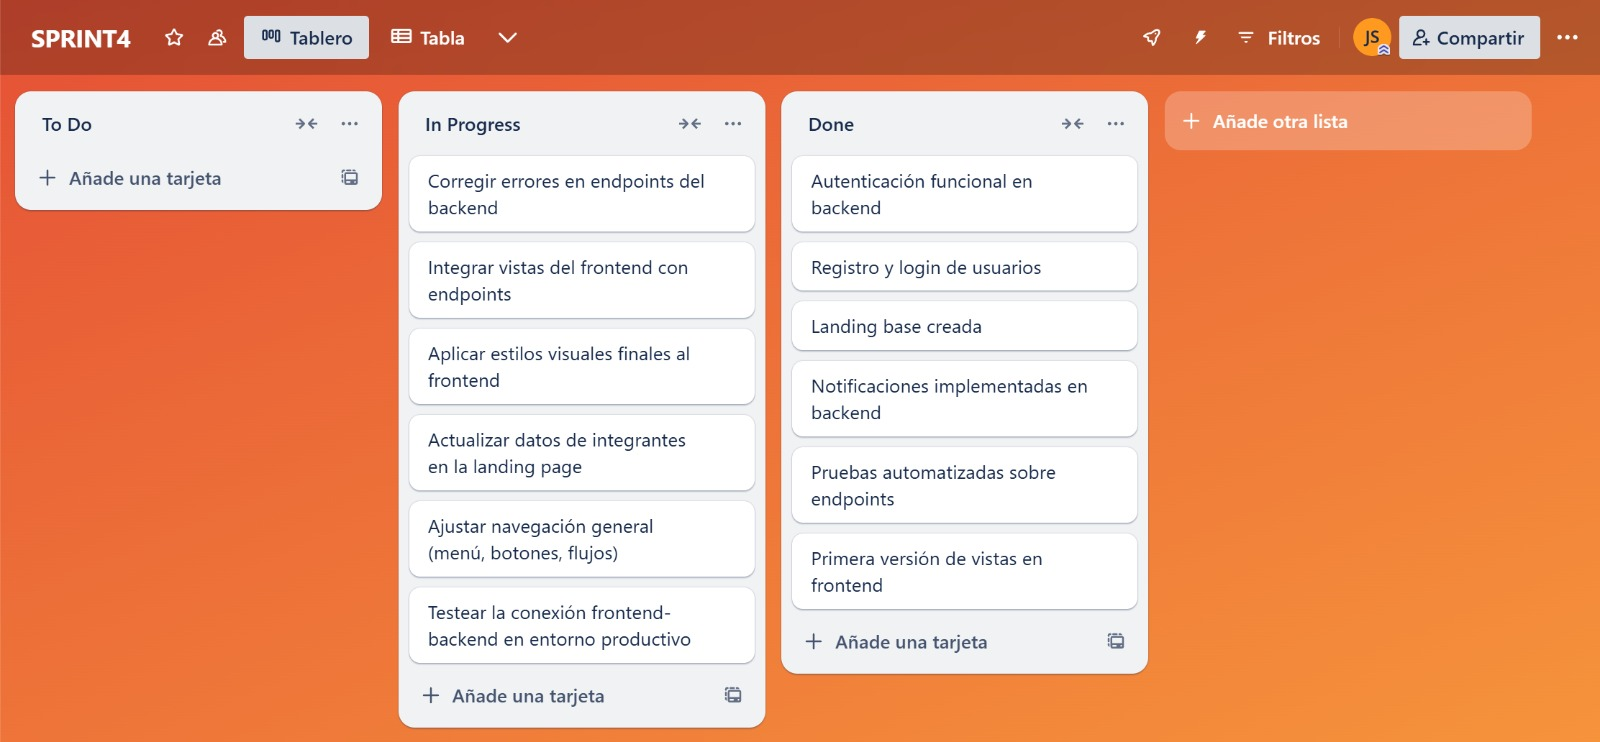 SPRINT4
Tablero
Tabla
Filtros
JS
Compartir
To Do
Añade una tarjeta
In Progress
Corregir errores en endpoints del
backend
Integrar vistas del frontend con
endpoints
Aplicar estilos visuales finales al
frontend
Actualizar datos de integrantes
en la landing page
Ajustar navegación general
(menú, botones, flujos)
Testear la conexión frontend-
backend en entorno productivo
Añade una tarjeta
Done
Autenticación funcional en
backend
Registro y login de usuarios
Landing base creada
Notificaciones implementadas en
backend
Pruebas automatizadas sobre
endpoints
Primera versión de vistas en
frontend
Añade una tarjeta
Añade otra lista